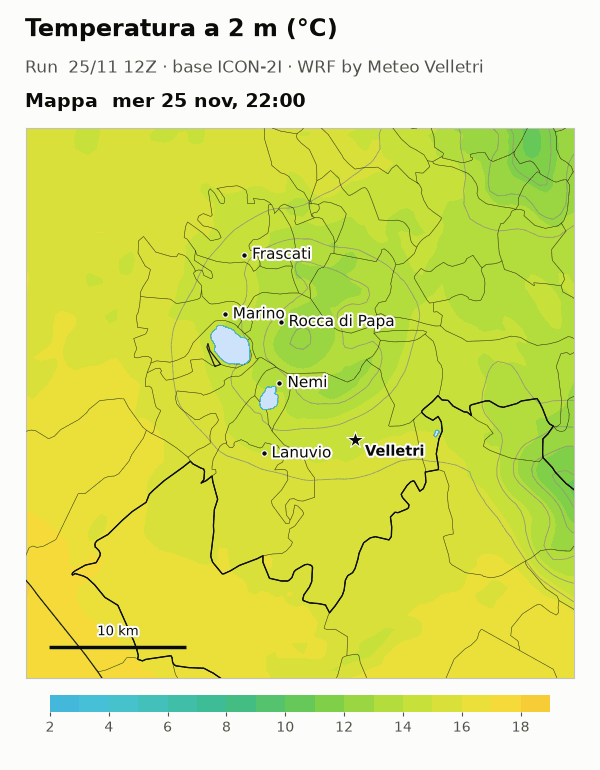 Temperatura a 2 m (°C)
Run  25/11 12Z · base ICON-2I · WRF by Meteo Velletri
Mappa  mer 25 nov, 22:00
Frascati
Marino
Rocca di Papa
Nemi
Velletri
Lanuvio
10 km
2 4 6 8 10 12 14 16 18